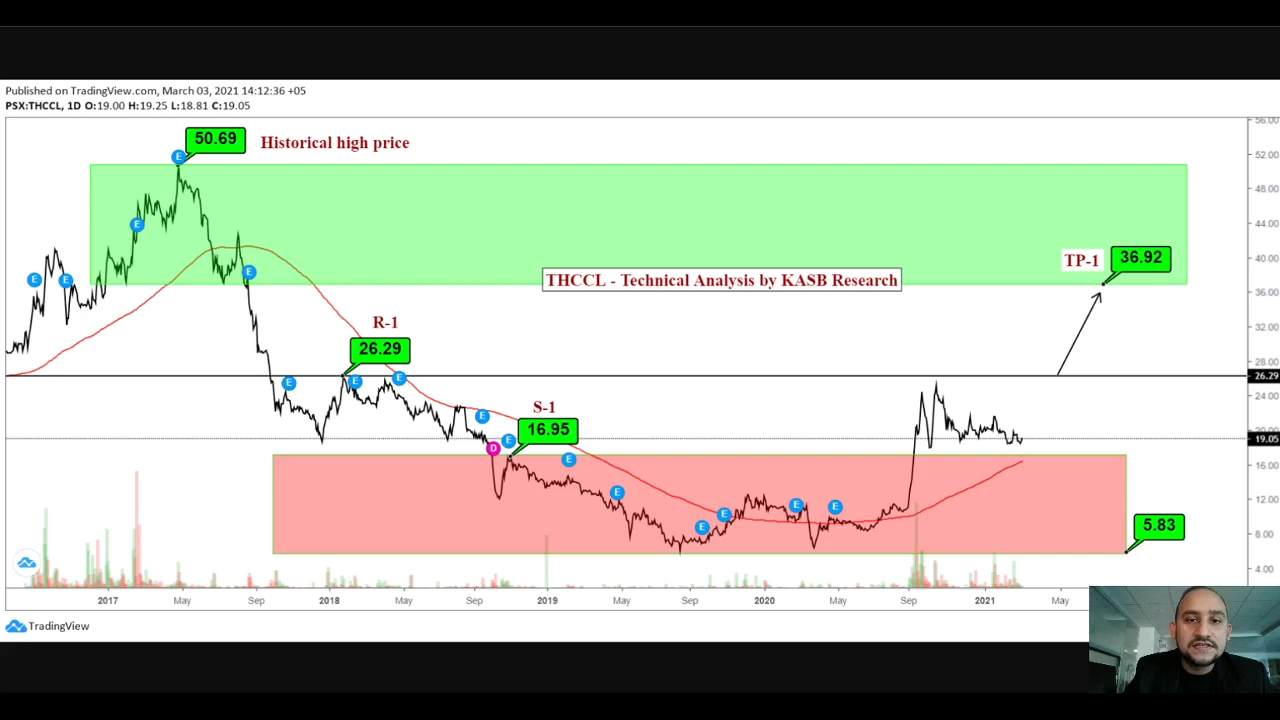 Published on TradingView.com, March 03, 2021 14:12:36 +05
PSX:THCCL, 1D O:19.00 H:19.25 L:18.81 C:19.05
56.00
50.69
Historical high price
52.00
48.00
44.00
40.00
TP-1
36.92
THCCL - Technical Analysis by KASB Research
36.00
32.00
R-1
26.29
28.00
26.29
24.00
S-1
16.95
20.00
19.05
16.00
12.00
5.83
8.00
4.00
E
E
E
E
E
E
E
E
E
D
E
E
E
E
E
E
E
2017
May
Sep
2018
May
Sep
2019
May
Sep
2020
May
Sep
2021
May
TradingView